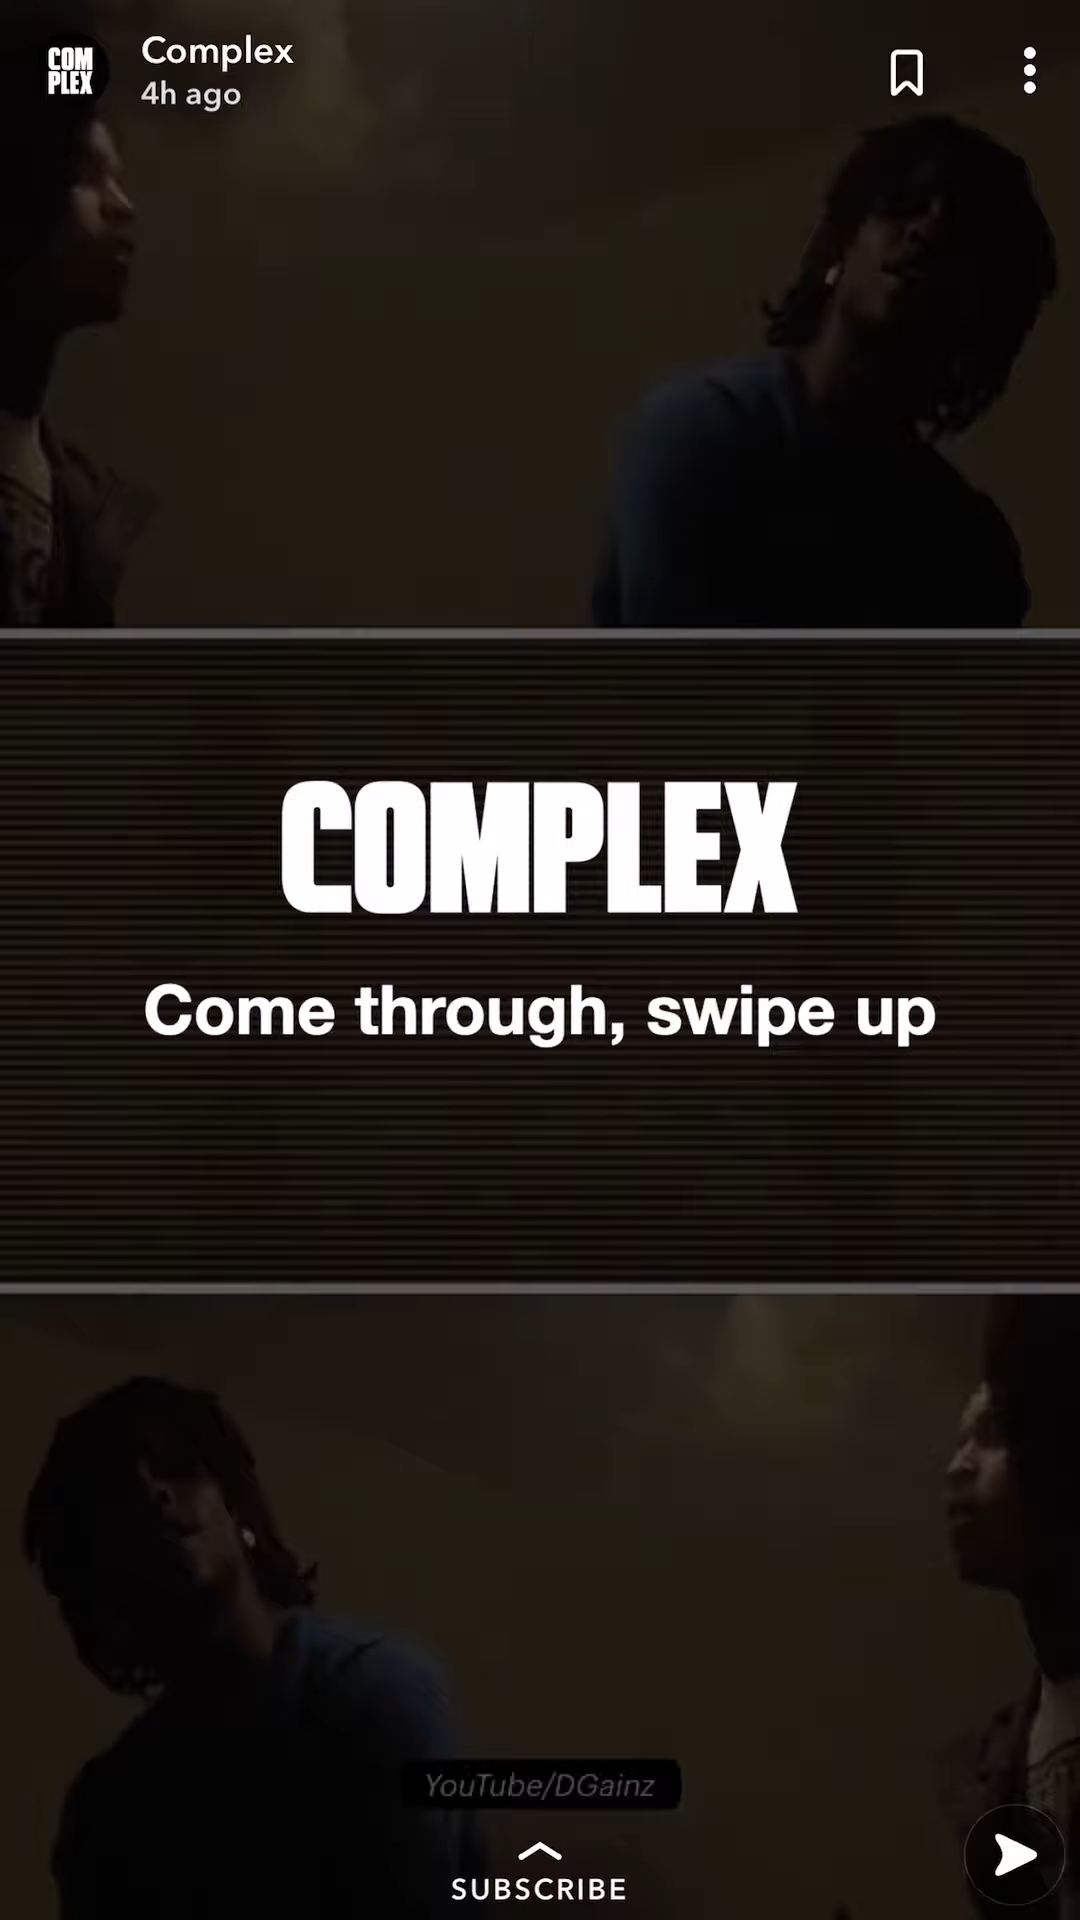 COM
PLEX
Complex
4h ago
COMPLEX
Come through, swipe up
YouTube/DGainz
SUBSCRIBE